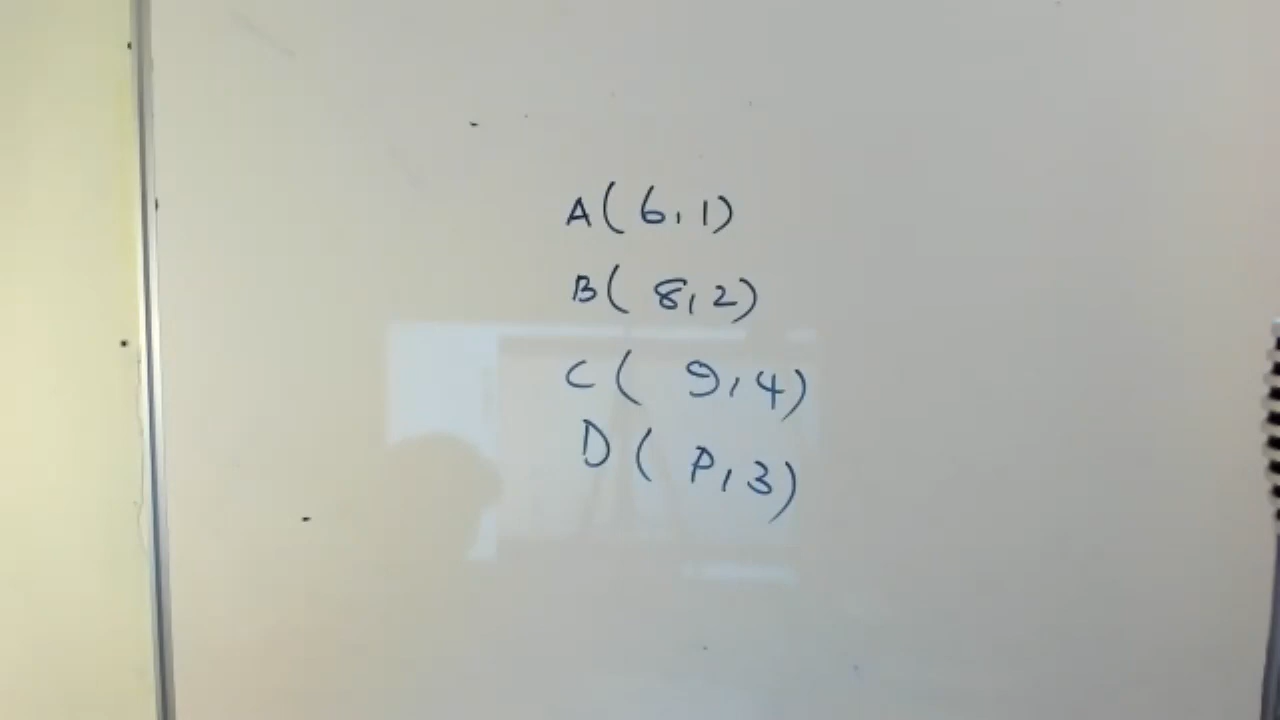 A( 6, 1)
B( 8, 2)
C( 9, 4)
D( P, 3)